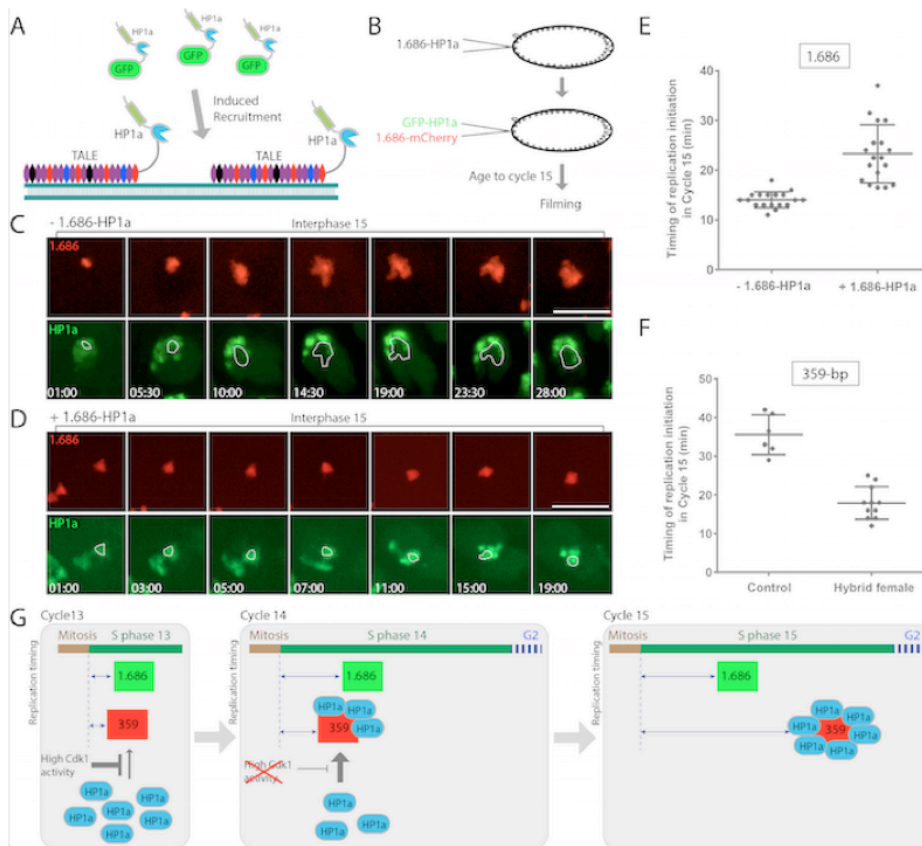 A
HP1a
HP1a
HP1a
GFP
GFP
GFP
Induced
Recruitment
HP1a
HP1a
TALE
TALE
B
1.686-HP1a
GFP-HP1a
1.686-mCherry
Age to cycle 15
Filming
C
- 1.686-HP1a
Interphase 15
1.686
HP1a
01:00
05:30
10:00
14:30
19:00
23:30
28:00
D
+ 1.686-HP1a
Interphase 15
1.686
HP1a
01:00
03:00
05:00
07:00
11:00
15:00
19:00
E
1.686
Timing of replication initiation
in Cycle 15 (min)
40
30
20
10
0
- 1.686-HP1a
+ 1.686-HP1a
F
359-bp
Timing of replication initiation
in Cycle 15 (min)
50
40
30
20
10
0
Control
Hybrid female
G
Cycle13
Mitosis
S phase 13
Replication timing
1.686
359
High Cdk1
activity
HP1a
HP1a
HP1a
HP1a
HP1a
HP1a
Cycle 14
Mitosis
S phase 14
G2
Replication timing
1.686
HP1a
HP1a
359
HP1a
High Cdk1
activity
HP1a
HP1a
HP1a
Cycle 15
Mitosis
S phase 15
G2
Replication timing
1.686
HP1a
HP1a
HP1a
359
HP1a
HP1a
HP1a